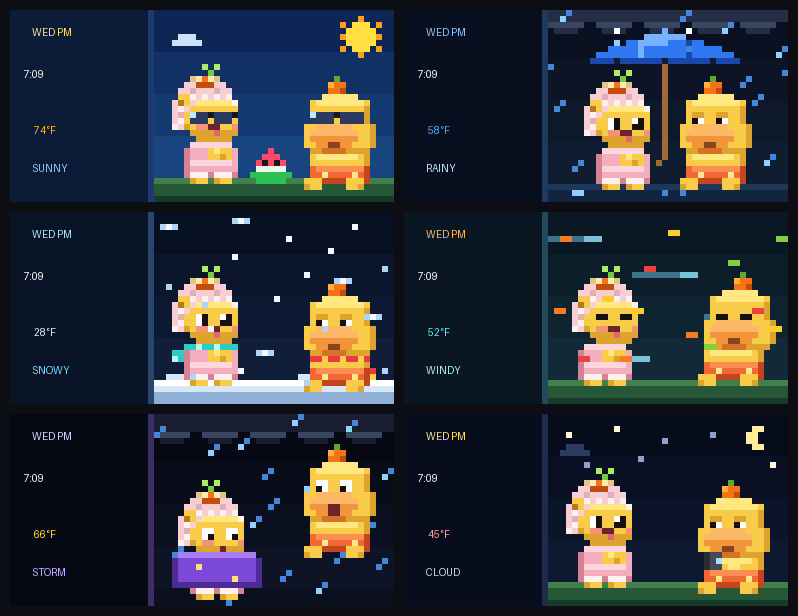 WED PM
7:09
74°F
SUNNY
WED PM
7:09
58°F
RAINY
WED PM
7:09
28°F
SNOWY
WED PM
7:09
52°F
WINDY
WED PM
7:09
66°F
STORM
WED PM
7:09
45°F
CLOUD